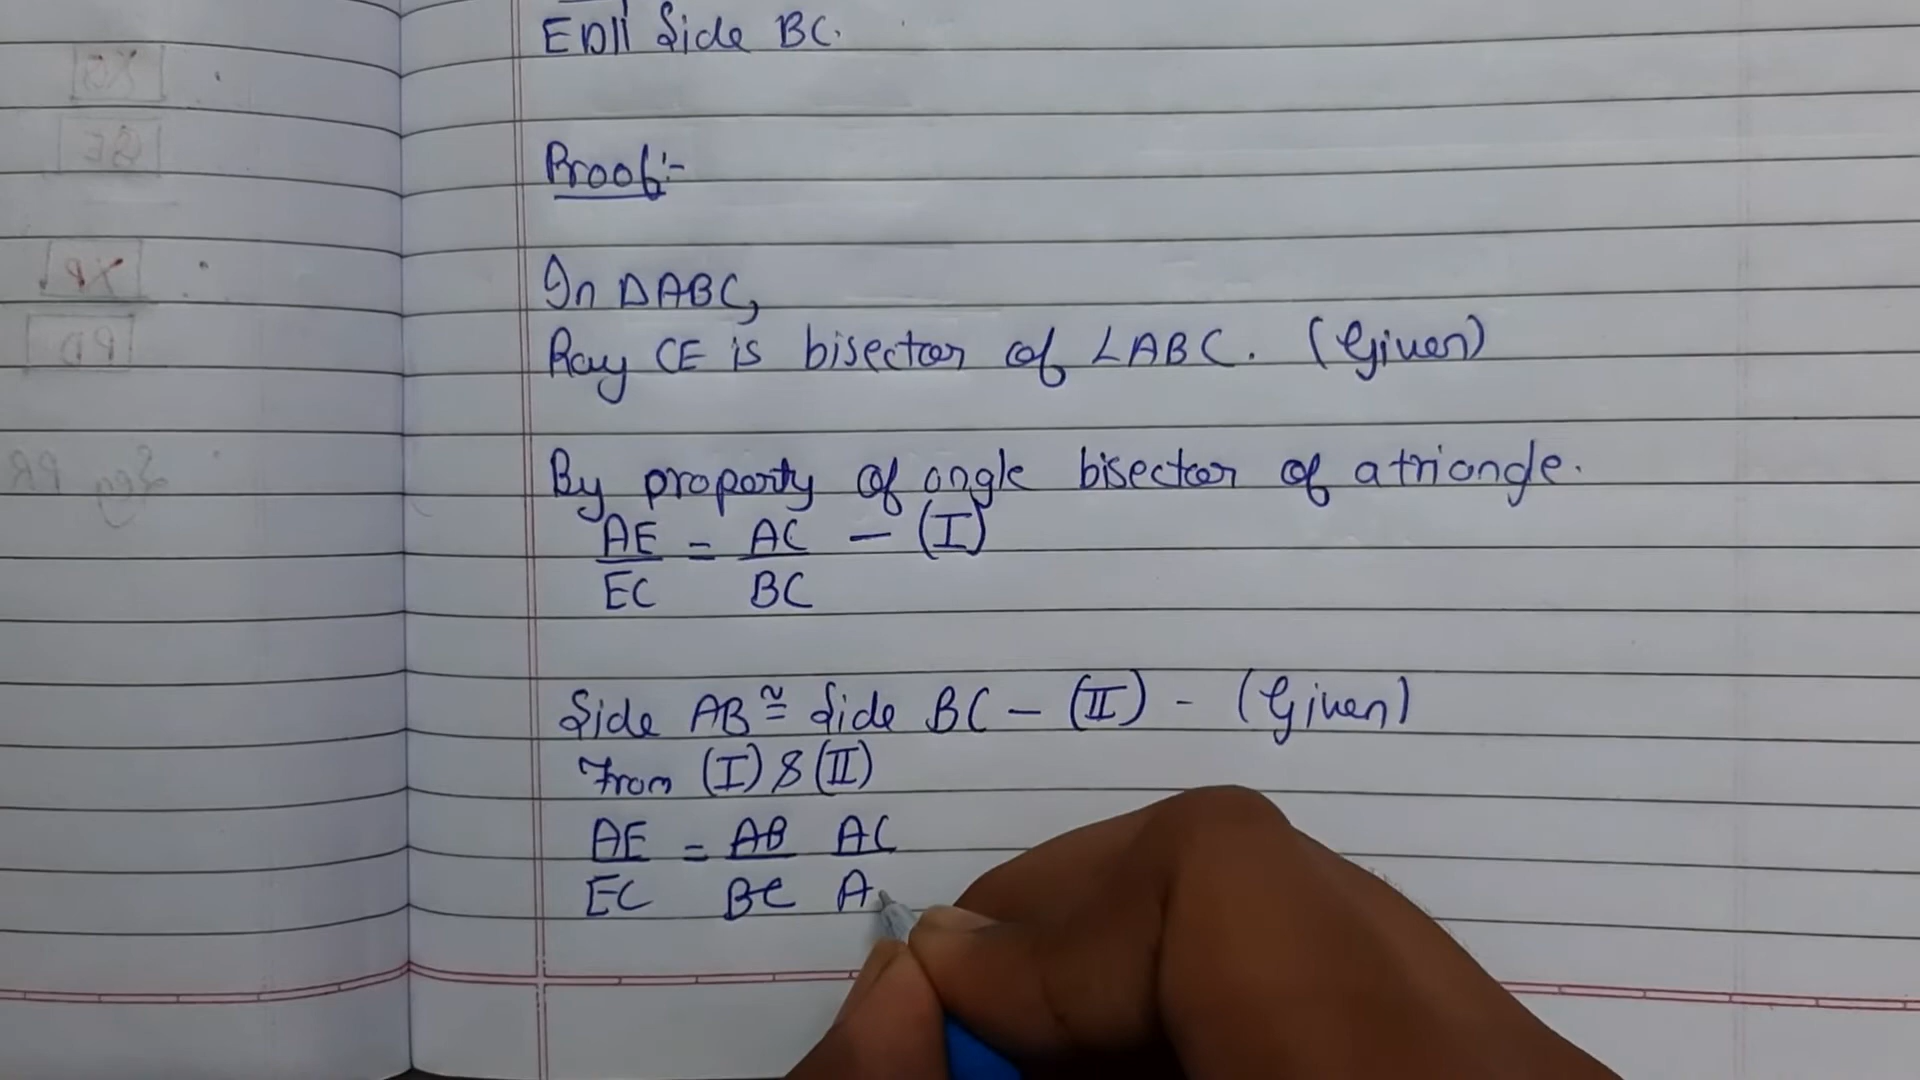 ED || Side BC.
Proof:-
In ΔABC,
Ray CE is bisector of ∠ABC. (Given)
By property of angle bisector of a triangle.
AE/EC = AC/BC - (I)
Side AB ≅ Side BC - (II) - (Given)
From (I) & (II)
AE/EC = AB/BC AC/A